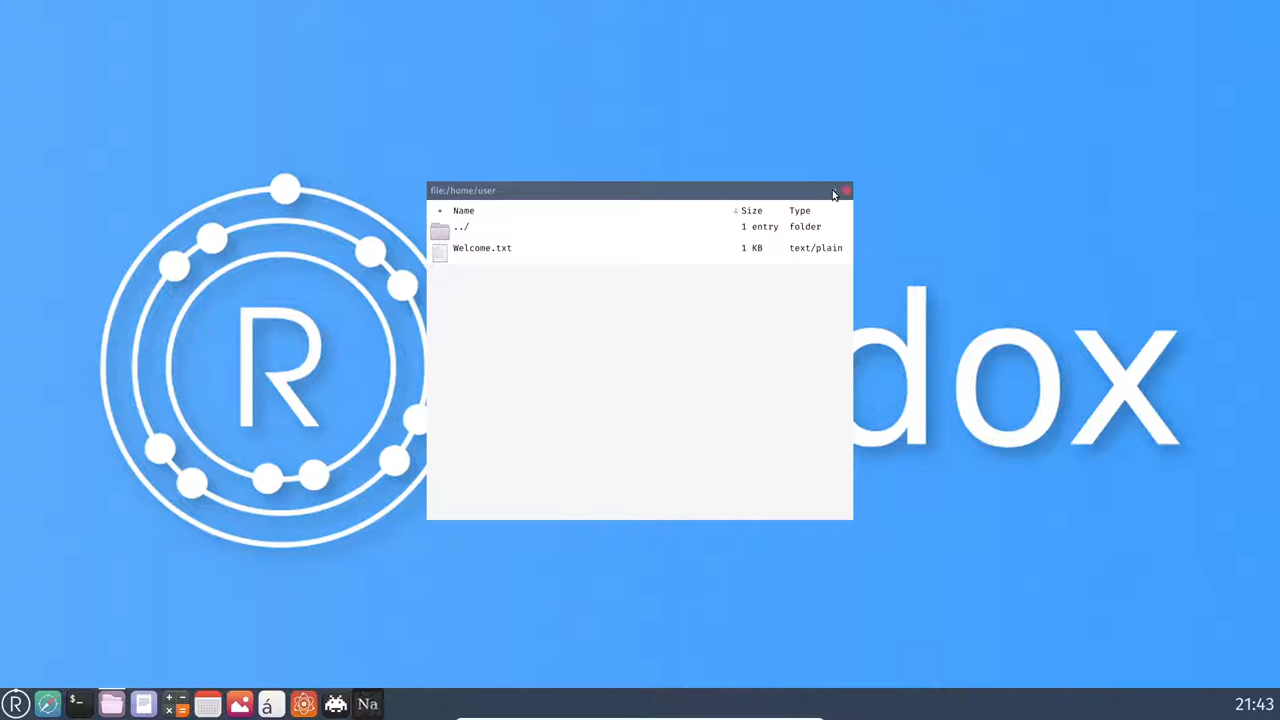 file:/home/user
Name Size Type
../ 1 entry folder
Welcome.txt 1 KB text/plain
R dox
$_ á Na
R 21:43